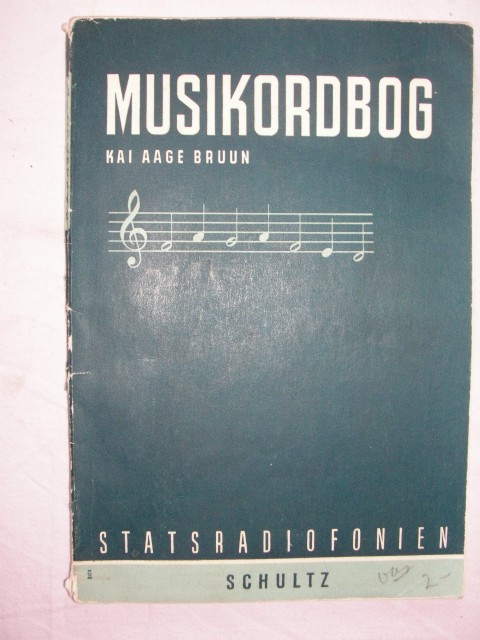 MUSIKORDBOG
KAI AAGE BRUUN
STATSRADIOFONIEN
SCHULTZ
2-